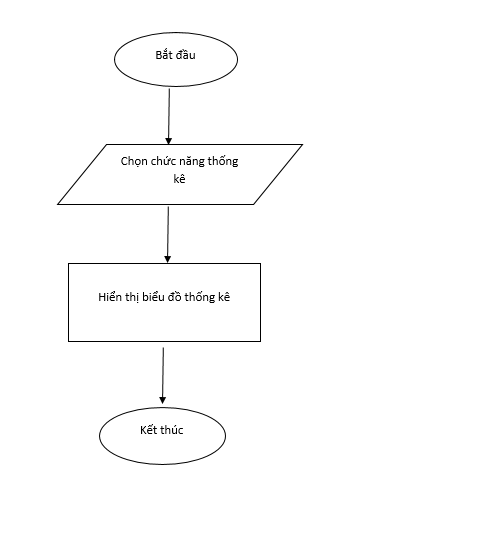 Bắt đầu
Chọn chức năng thống
kê
Hiển thị biểu đồ thống kê
Kết thúc